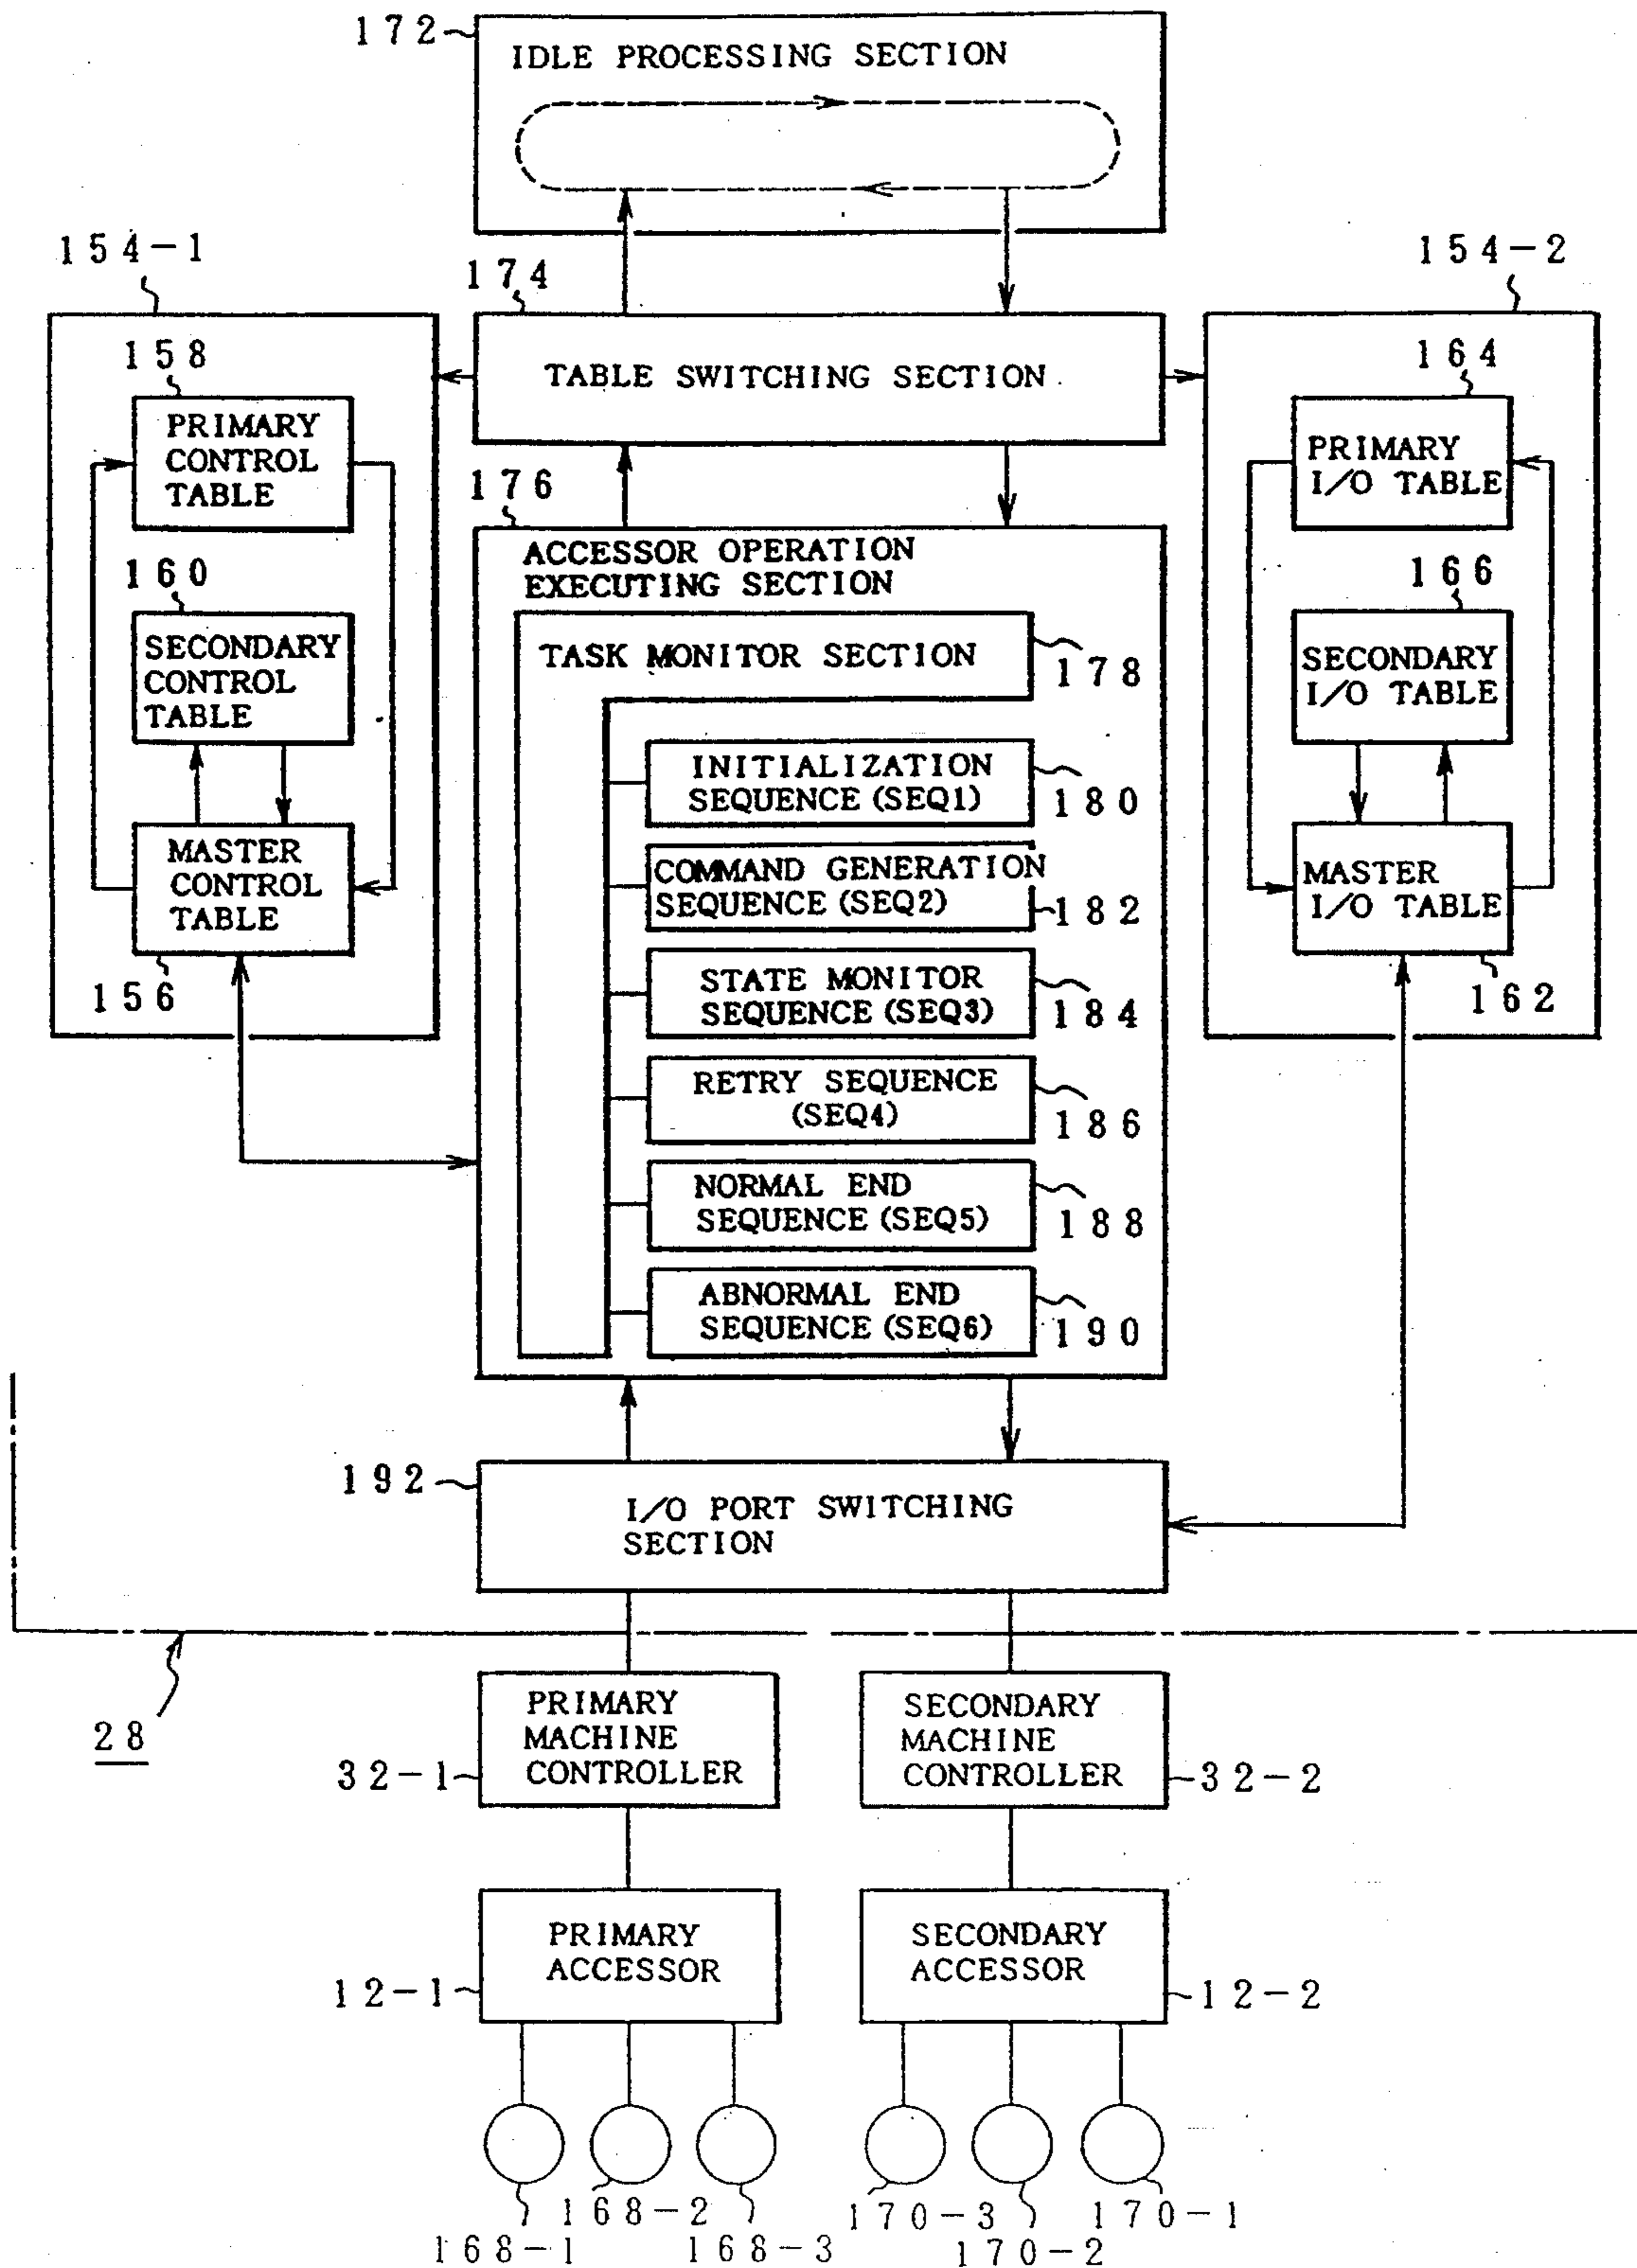 172
IDLE PROCESSING SECTION
154-1
174
154-2
TABLE SWITCHING SECTION
158
PRIMARY
CONTROL
TABLE
164
PRIMARY
I/O TABLE
176
ACCESSOR OPERATION
EXECUTING SECTION
160
SECONDARY
CONTROL
TABLE
TASK MONITOR SECTION
178
166
SECONDARY
I/O TABLE
INITIALIZATION
SEQUENCE (SEQ1)
180
MASTER
CONTROL
TABLE
156
COMMAND GENERATION
SEQUENCE (SEQ2)
182
MASTER
I/O TABLE
162
STATE MONITOR
SEQUENCE (SEQ3)
184
RETRY SEQUENCE
(SEQ4)
186
NORMAL END
SEQUENCE (SEQ5)
188
ABNORMAL END
SEQUENCE (SEQ6)
190
192
I/O PORT SWITCHING
SECTION
28
PRIMARY
MACHINE
CONTROLLER
32-1
SECONDARY
MACHINE
CONTROLLER
32-2
PRIMARY
ACCESSOR
12-1
SECONDARY
ACCESSOR
12-2
168-1
168-2
168-3
170-3
170-2
170-1